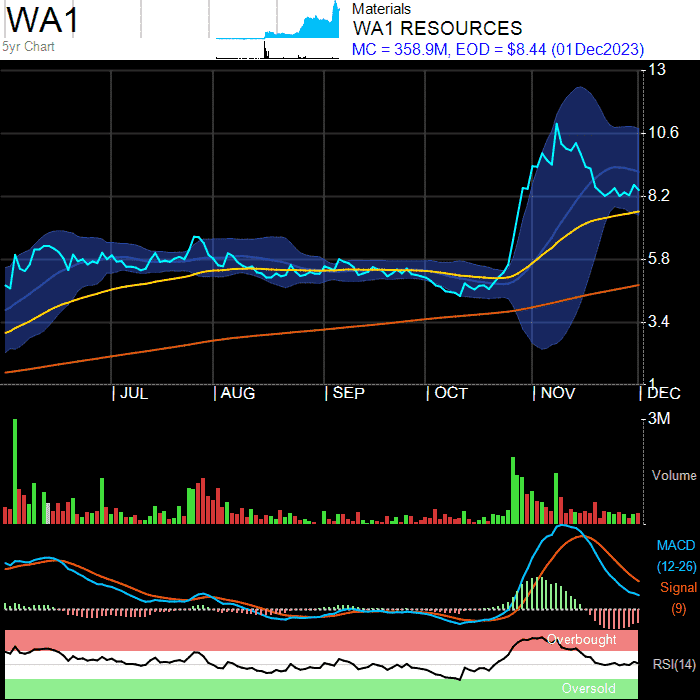 WA1
5yr Chart
Materials
WA1 RESOURCES
MC = 358.9M, EOD = $8.44 (01Dec2023)
13
10.6
8.2
5.8
3.4
1
JUL
AUG
SEP
OCT
NOV
DEC
3M
Volume
MACD
(12-26)
Signal
(9)
Overbought
RSI(14)
Oversold